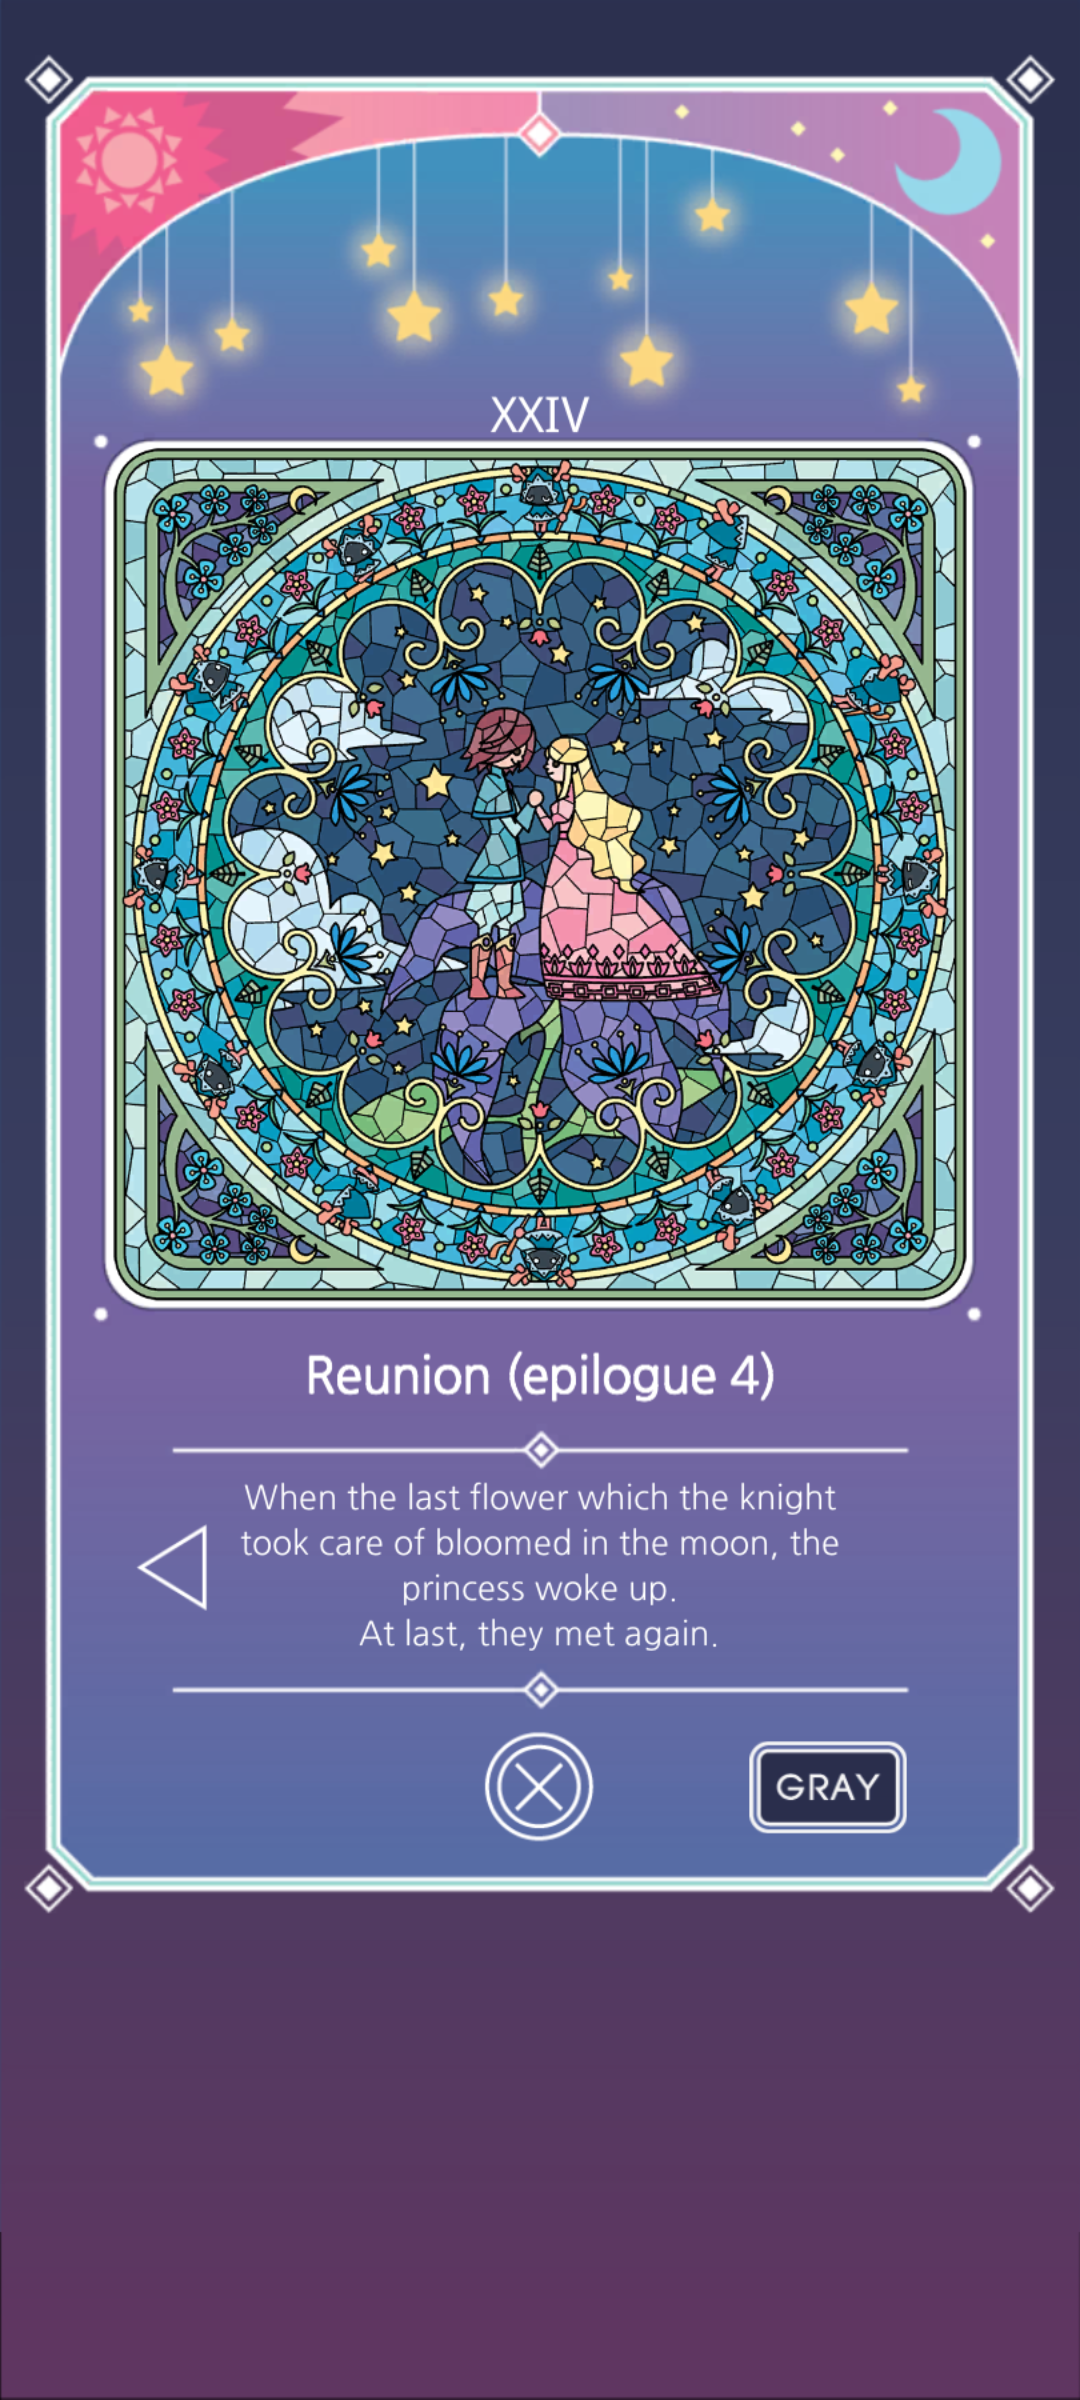 XXIV
Reunion (epilogue 4)
When the last flower which the knight
took care of bloomed in the moon, the
princess woke up.
At last, they met again.
GRAY